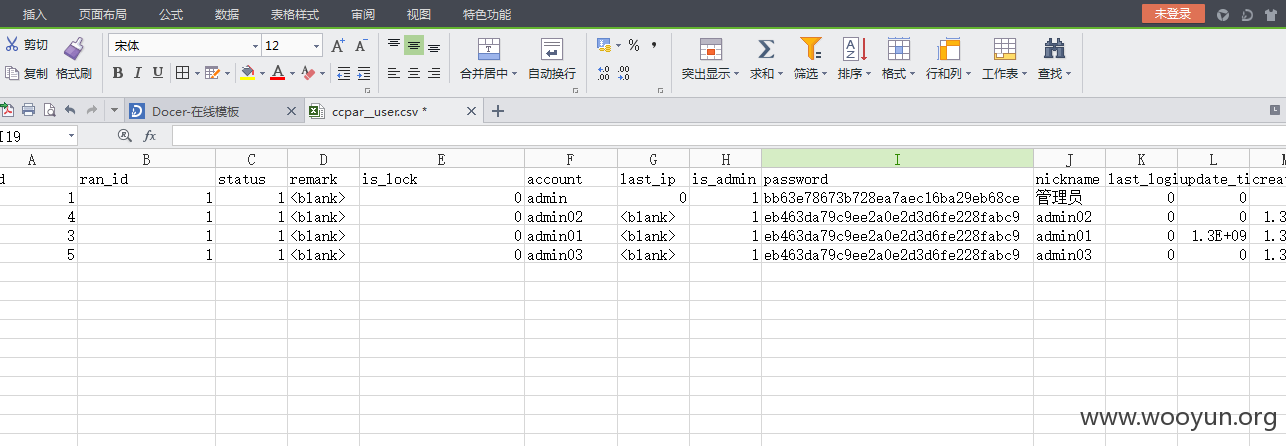 插入 页面布局 公式 数据 表格样式 审阅 视图 特色功能 未登录
剪切 宋体 12 A+ A- % ,
复制 格式刷 B I U A 合并居中 自动换行 突出显示 求和 筛选 排序 格式 行和列 工作表 查找
Docer-在线模板 ccpar__user.csv *
I19 fx
A B C D E F G H I J K L M
d ran_id status remark is_lock account last_ip is_admin password nickname last_logi update_ti creat
1 1 1 <blank> 0 admin 0 1 bb63e78673b728ea7aec16ba29eb68ce 管理员 0 0
4 1 1 <blank> 0 admin02 <blank> 1 eb463da79c9ee2a0e2d3d6fe228fabc9 admin02 0 0 1.3
3 1 1 <blank> 0 admin01 <blank> 1 eb463da79c9ee2a0e2d3d6fe228fabc9 admin01 0 1.3E+09 1.3
5 1 1 <blank> 0 admin03 <blank> 1 eb463da79c9ee2a0e2d3d6fe228fabc9 admin03 0 0 1.3
www.wooyun.org